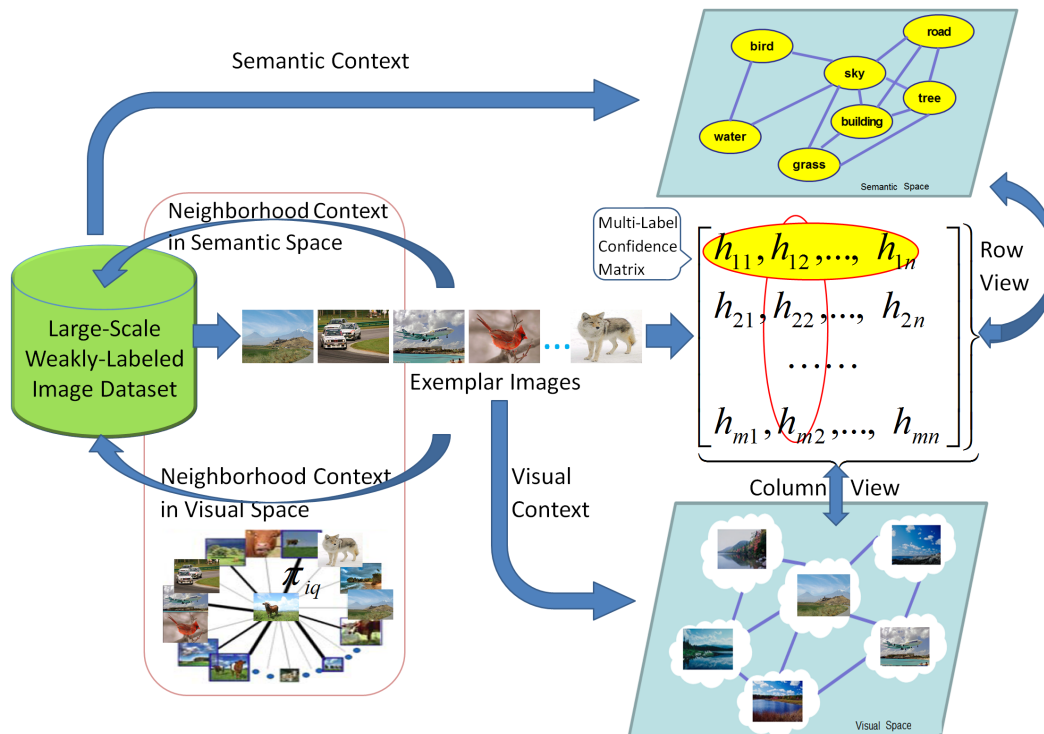 Semantic Context
bird
road
sky
tree
building
water
grass
Semantic Space
Neighborhood Context
in Semantic Space
Multi-Label
Confidence
Matrix
Large-Scale
Weakly-Labeled
Image Dataset
Exemplar Images
h11, h12 ,..., h1n
h21, h22 ,..., h2n
......
hm1, hm2 ,..., hmn
Row
View
Neighborhood Context
in Visual Space
πiq
Visual
Context
Column View
Visual Space